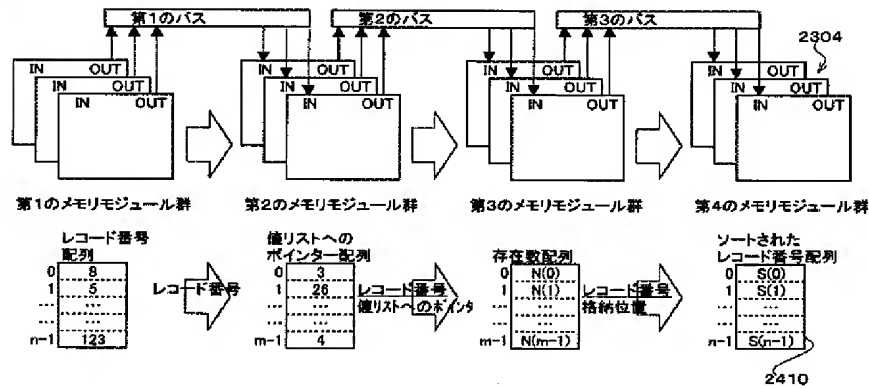 第1のバス 第2のバス 第3のバス
2304
IN OUT IN OUT IN OUT IN OUT
IN OUT IN OUT IN OUT IN OUT
IN OUT IN OUT IN OUT IN OUT
第1のメモリモジュール群 第2のメモリモジュール群 第3のメモリモジュール群 第4のメモリモジュール群
レコード番号配列
0 8
1 5
... ...
... ...
n-1 123
レコード番号
値リストへのポインター配列
0 3
1 26
... ...
... ...
m-1 4
レコード番号
値リストへのポインタ
存在数配列
0 N(0)
1 N(1)
... ...
... ...
m-1 N(m-1)
レコード番号
格納位置
ソートされたレコード番号配列
0 S(0)
1 S(1)
... ...
... ...
n-1 S(n-1)
2410